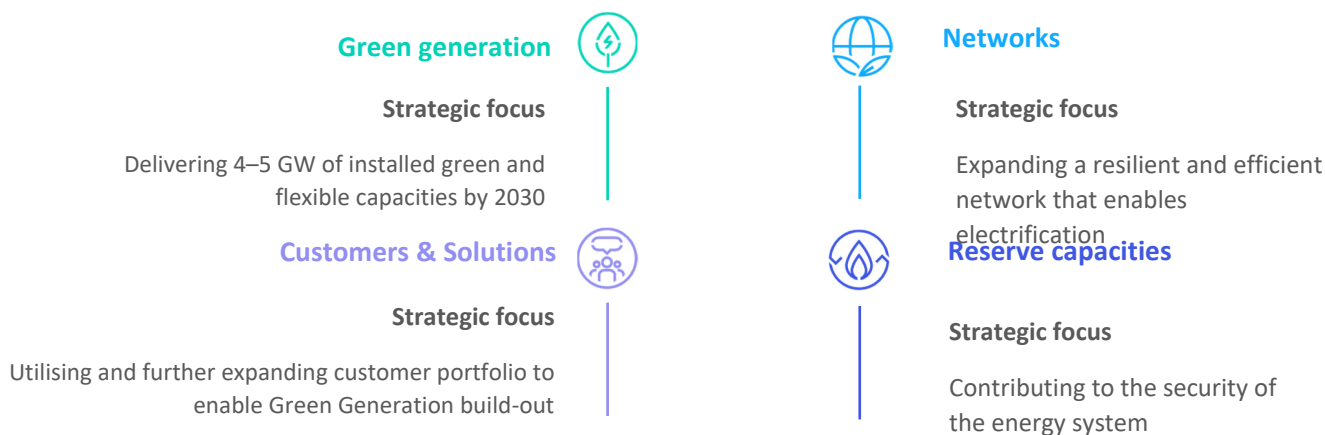 Green generation
Strategic focus
Delivering 4–5 GW of installed green and
flexible capacities by 2030
Networks
Strategic focus
Expanding a resilient and efficient
network that enables
electrification
Customers & Solutions
Strategic focus
Utilising and further expanding customer portfolio to
enable Green Generation build-out
Reserve capacities
Strategic focus
Contributing to the security of
the energy system